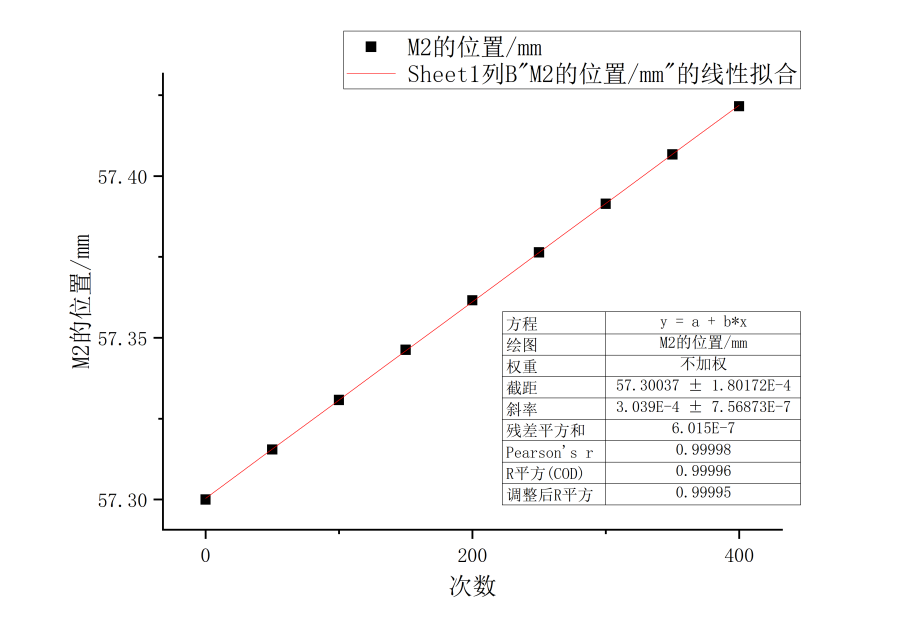 M2的位置/mm
Sheet1列B"M2的位置/mm"的线性拟合
57.40
57.35
57.30
M2的位置/mm
方程 y = a + b*x
绘图 M2的位置/mm
权重 不加权
截距 57.30037 ± 1.80172E-4
斜率 3.039E-4 ± 7.56873E-7
残差平方和 6.015E-7
Pearson's r 0.99998
R平方(COD) 0.99996
调整后R平方 0.99995
0 200 400
次数